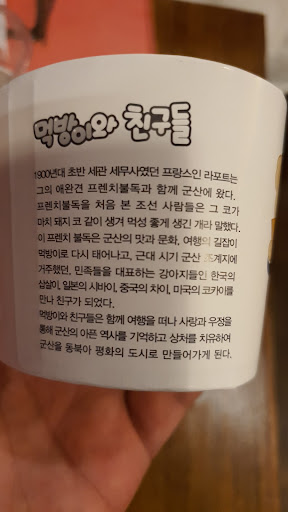 먹방이와 친구들
1900년대 초반 세관 세무사였던 프랑스인 라포트는
그의 애완견 프렌치불독과 함께 군산에 왔다.
프렌치불독을 처음 본 조선 사람들은 그 코가
마치 돼지 코 같이 생겨 먹성 좋게 생긴 개라 말했다.
이 프렌치 불독은 군산의 맛과 문화, 여행의 길잡이
먹방이로 다시 태어나고, 근대 시기 군산
거주했던, 민족들을 대표하는 강아지들인 한국의
삽살이, 일본의 시바이, 중국의 차이, 미국의 코카이를
만나 친구가 되었다.
먹방이와 친구들은 함께 여행을 떠나 사랑과 우정을
통해 군산의 아픈 역사를 기억하고 상처를 치유하여
군산을 동북아 평화의 도시로 만들어가게 된다.